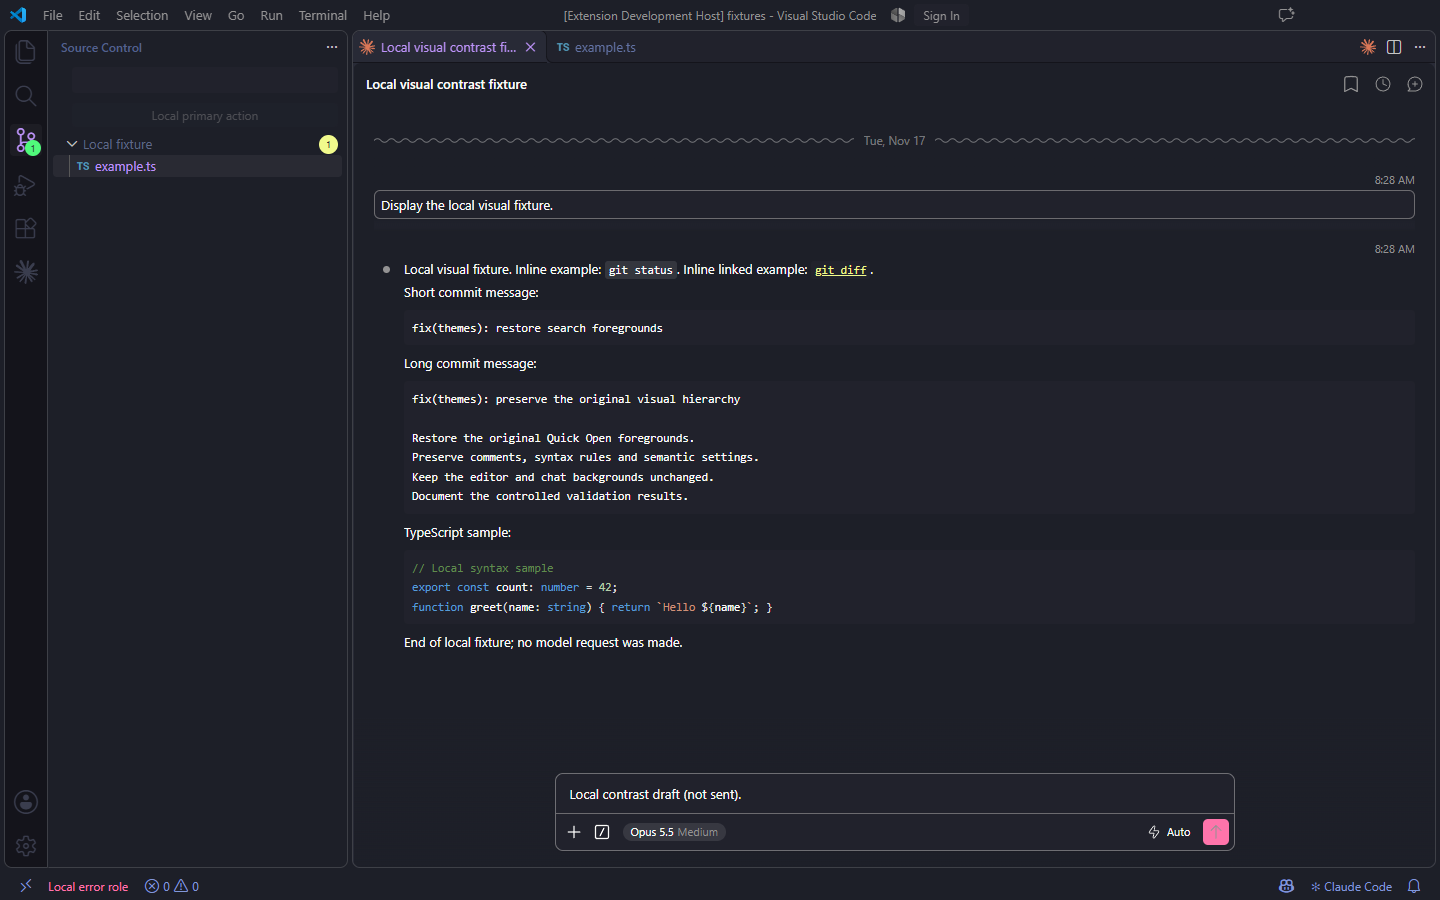 File Edit Selection View Go Run Terminal Help
[Extension Development Host] fixtures - Visual Studio Code
Sign In
Source Control
Local primary action
Local fixture 1
TS example.ts
1
Local visual contrast fi...
TS example.ts
Local visual contrast fixture
Tue, Nov 17
8:28 AM
Display the local visual fixture.
8:28 AM
Local visual fixture. Inline example: git status. Inline linked example: git diff.
Short commit message:
fix(themes): restore search foregrounds
Long commit message:
fix(themes): preserve the original visual hierarchy
Restore the original Quick Open foregrounds.
Preserve comments, syntax rules and semantic settings.
Keep the editor and chat backgrounds unchanged.
Document the controlled validation results.
TypeScript sample:
// Local syntax sample
export const count: number = 42;
function greet(name: string) { return `Hello ${name}`; }
End of local fixture; no model request was made.
Local contrast draft (not sent).
Opus 5.5 Medium
Auto
Local error role
0 0
Claude Code